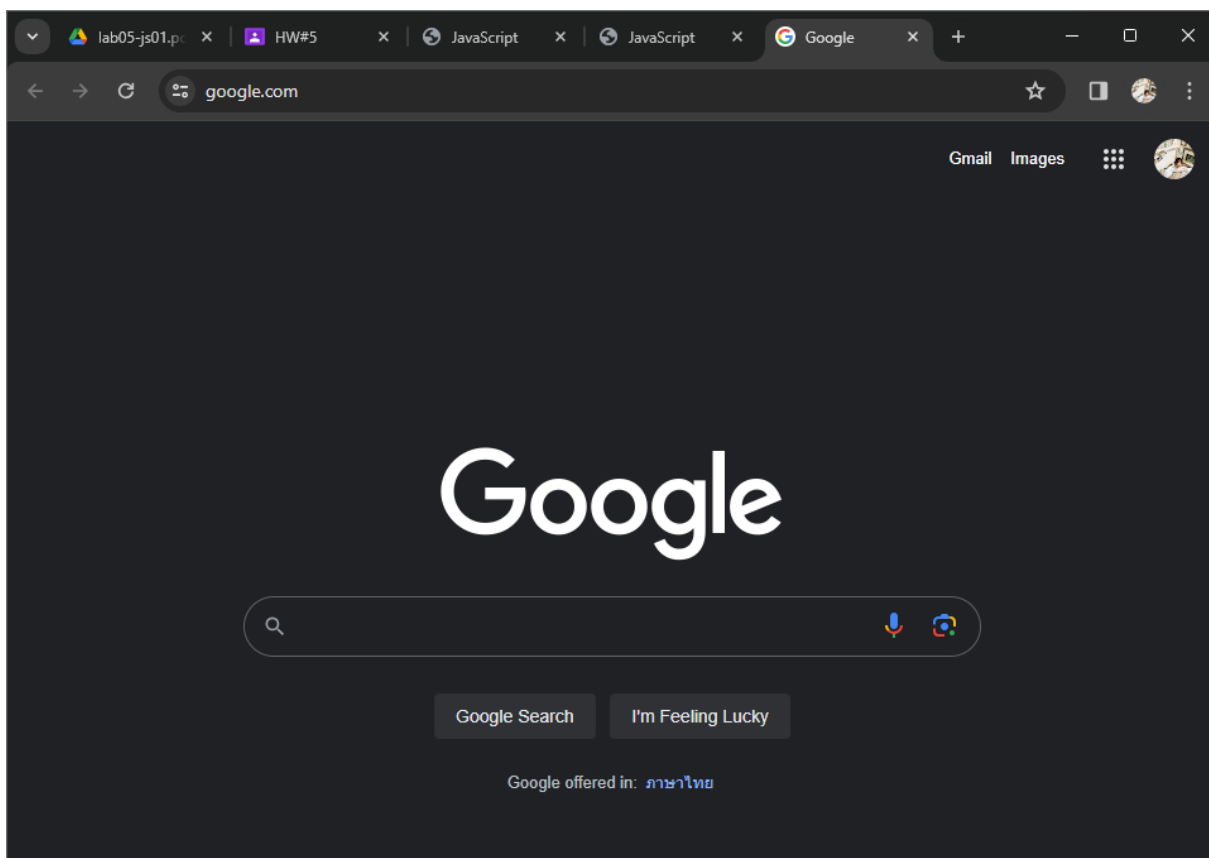 lab05-js01.pc
HW#5
JavaScript
JavaScript
Google
google.com
Gmail Images
Google
Google Search I'm Feeling Lucky
Google offered in: ภาษาไทย